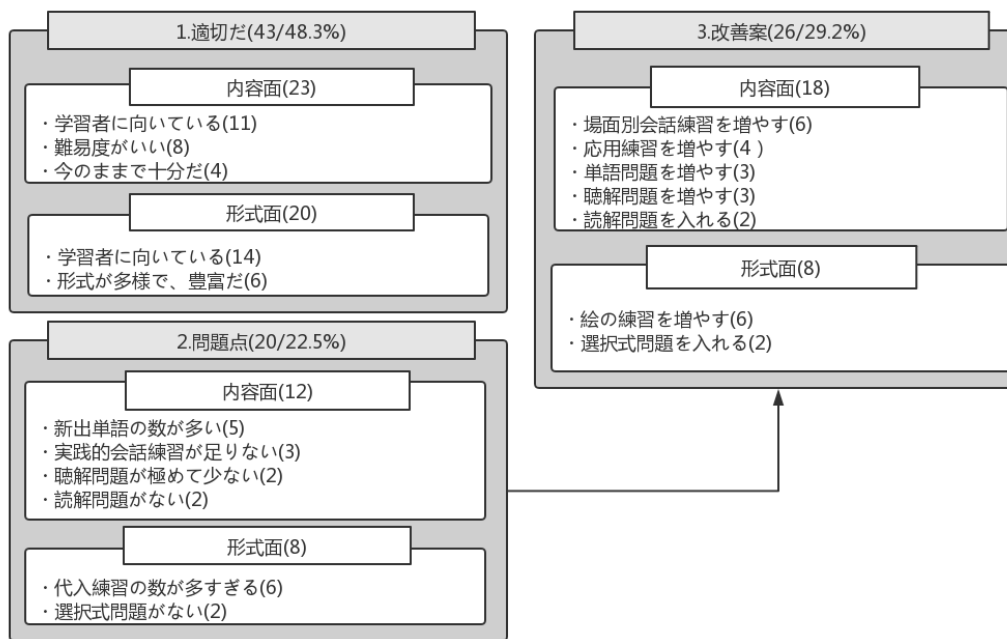 1.適切だ(43/48.3%)
内容面(23)
・学習者に向いている(11)
・難易度がいい(8)
・今のままで十分だ(4)
形式面(20)
・学習者に向いている(14)
・形式が多様で、豊富だ(6)
2.問題点(20/22.5%)
内容面(12)
・新出単語の数が多い(5)
・実践的会話練習が足りない(3)
・聴解問題が極めて少ない(2)
・読解問題がない(2)
形式面(8)
・代入練習の数が多すぎる(6)
・選択式問題がない(2)
3.改善案(26/29.2%)
内容面(18)
・場面別会話練習を増やす(6)
・応用練習を増やす(4 )
・単語問題を増やす(3)
・聴解問題を増やす(3)
・読解問題を入れる(2)
形式面(8)
・絵の練習を増やす(6)
・選択式問題を入れる(2)